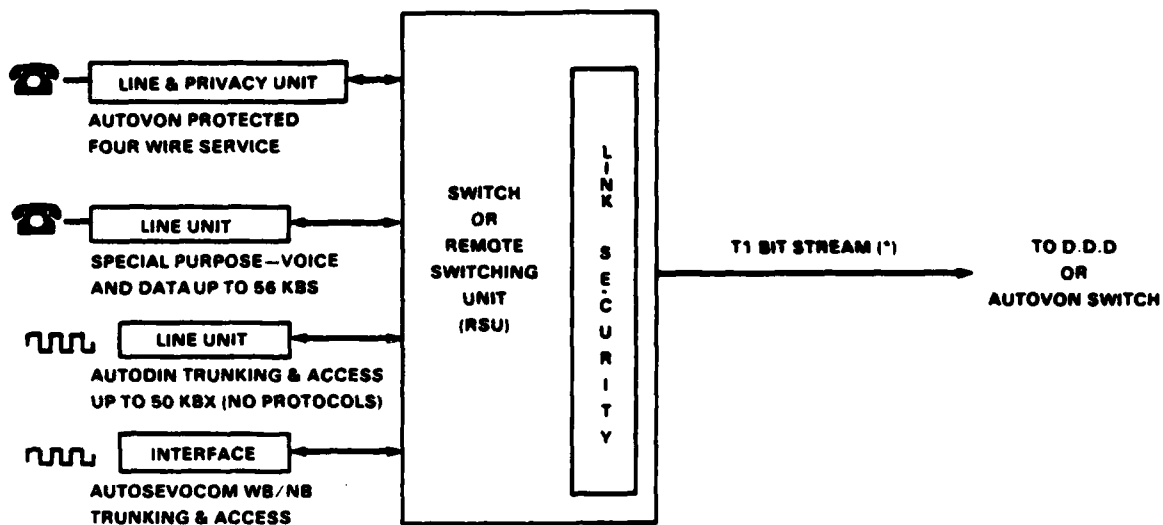 LINE & PRIVACY UNIT
AUTOVON PROTECTED
FOUR WIRE SERVICE
LINE UNIT
SPECIAL PURPOSE—VOICE
AND DATA UP TO 56 KBS
LINE UNIT
AUTODIN TRUNKING & ACCESS
UP TO 50 KBX (NO PROTOCOLS)
INTERFACE
AUTOSEVOCOM WB/NB
TRUNKING & ACCESS
SWITCH
OR
REMOTE
SWITCHING
UNIT
(RSU)
LINK SECURITY
T1 BIT STREAM (*)
TO D.D.D
OR
AUTOVON SWITCH